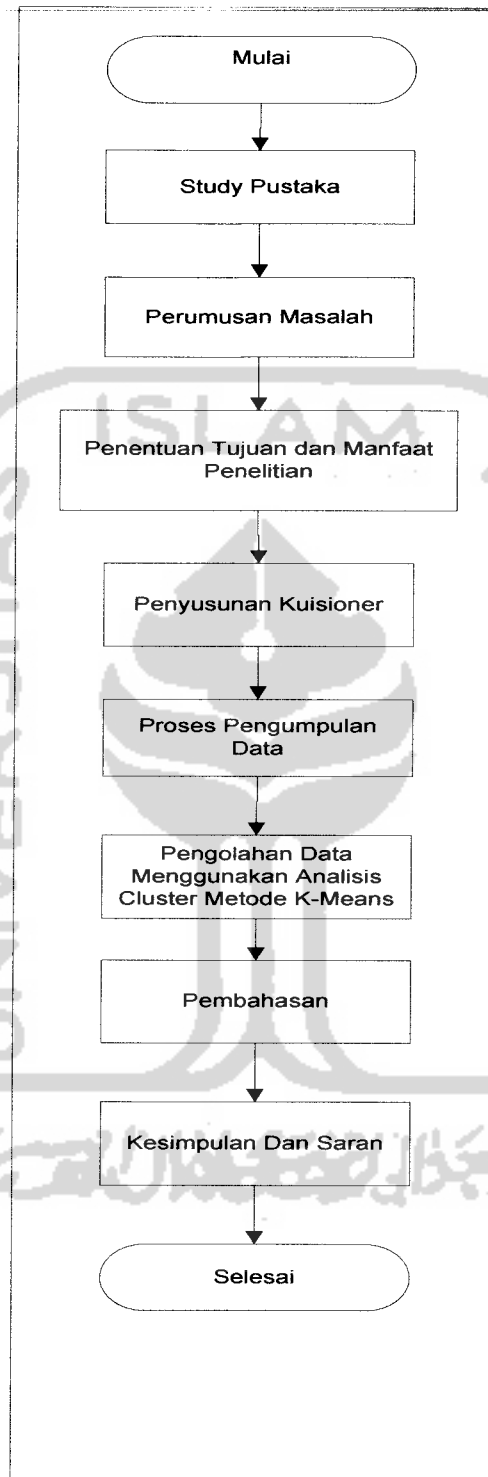 Mulai
Study Pustaka
Perumusan Masalah
ISLAM
Penentuan Tujuan dan Manfaat
Penelitian
Penyusunan Kuisioner
Proses Pengumpulan
Data
Pengolahan Data
Menggunakan Analisis
Cluster Metode K-Means
Pembahasan
Kesimpulan Dan Saran
Selesai